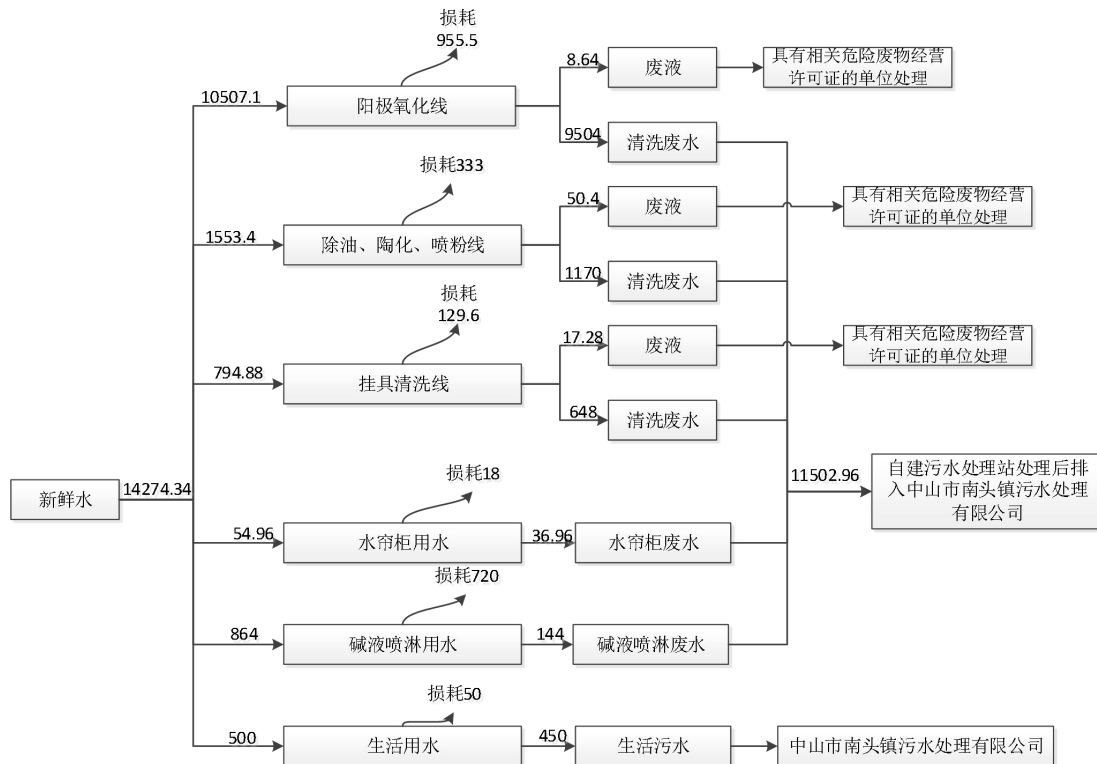 损耗
955.5
10507.1
阳极氧化线
8.64
废液
具有相关危险废物经营
许可证的单位处理
9504
清洗废水
损耗333
1553.4
除油、陶化、喷粉线
50.4
废液
具有相关危险废物经营
许可证的单位处理
1170
清洗废水
损耗
129.6
794.88
挂具清洗线
17.28
废液
具有相关危险废物经营
许可证的单位处理
648
清洗废水
新鲜水
14274.34
11502.96
自建污水处理站处理后排
入中山市南头镇污水处理
有限公司
损耗18
54.96
水帘柜用水
36.96
水帘柜废水
损耗720
864
碱液喷淋用水
144
碱液喷淋废水
损耗50
500
生活用水
450
生活污水
中山市南头镇污水处理有限公司